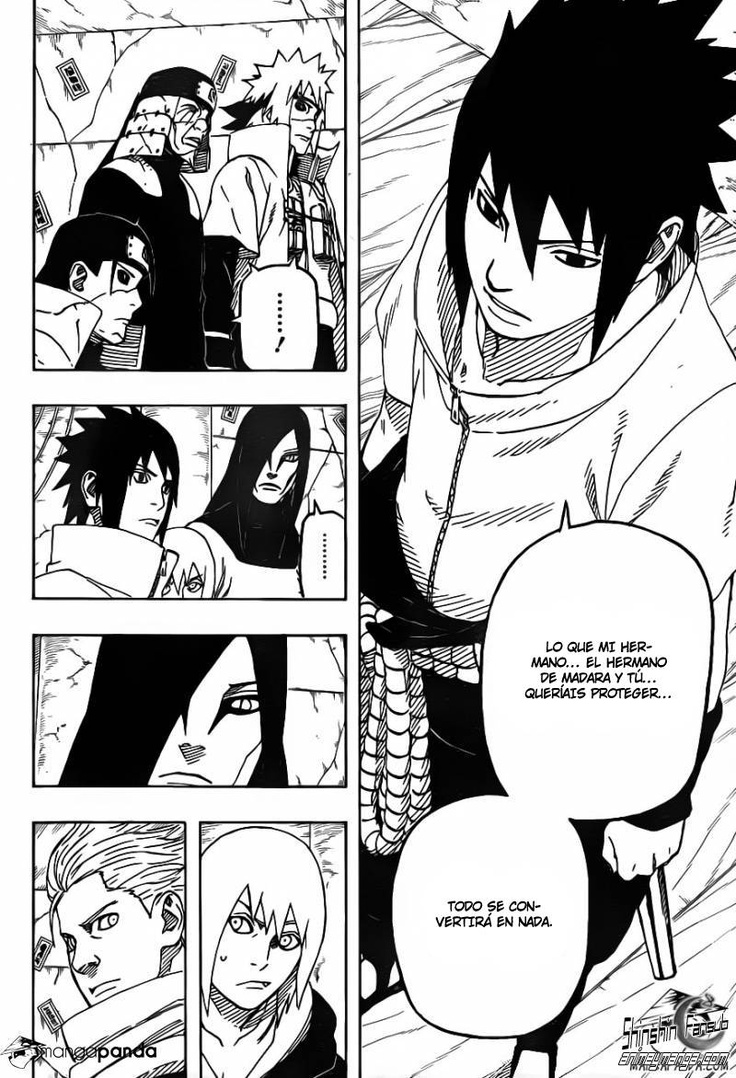 ......!
.........
LO QUE MI HER-
MANO... EL HERMANO
DE MADARA Y TÚ...
QUERÍAIS PROTEGER...
TODO SE CON-
VERTIRÁ EN NADA.
mangapanda
Shinshin Fansub